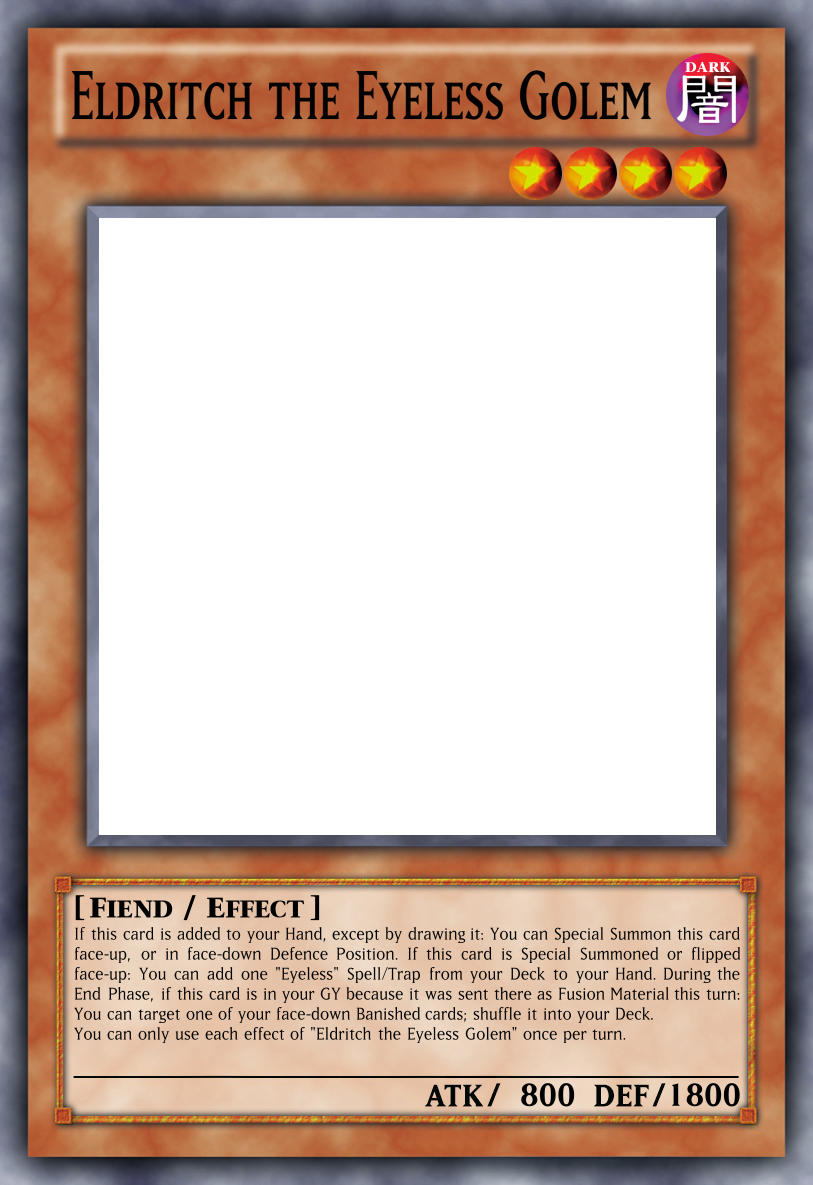 Eldritch the Eyeless Golem
DARK
闇
[ Fiend / Effect ]
If this card is added to your Hand, except by drawing it: You can Special Summon this card
face-up, or in face-down Defence Position. If this card is Special Summoned or flipped
face-up: You can add one "Eyeless" Spell/Trap from your Deck to your Hand. During the
End Phase, if this card is in your GY because it was sent there as Fusion Material this turn:
You can target one of your face-down Banished cards; shuffle it into your Deck.
You can only use each effect of "Eldritch the Eyeless Golem" once per turn.
ATK/ 800 DEF/1800